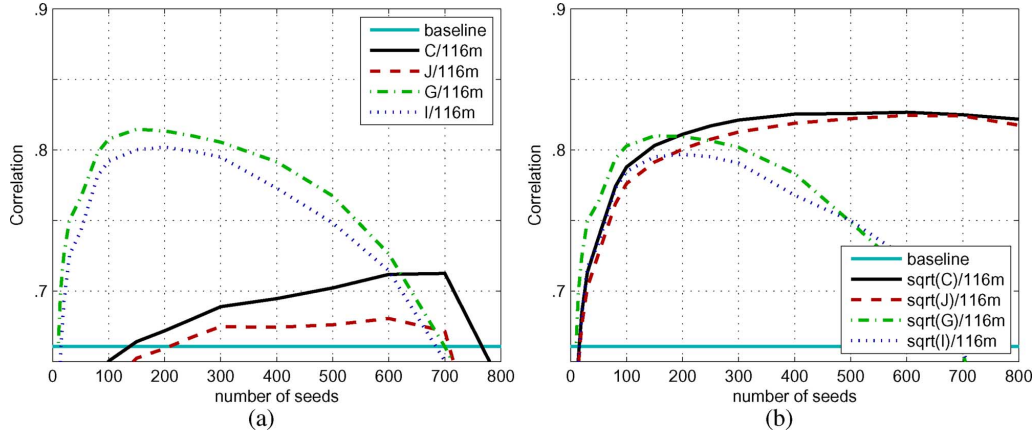 .9
.8
.7
Correlation
0 100 200 300 400 500 600 700 800
number of seeds
baseline
C/116m
J/116m
G/116m
I/116m
(a)
.9
.8
.7
Correlation
0 100 200 300 400 500 600 700 800
number of seeds
baseline
sqrt(C)/116m
sqrt(J)/116m
sqrt(G)/116m
sqrt(I)/116m
(b)